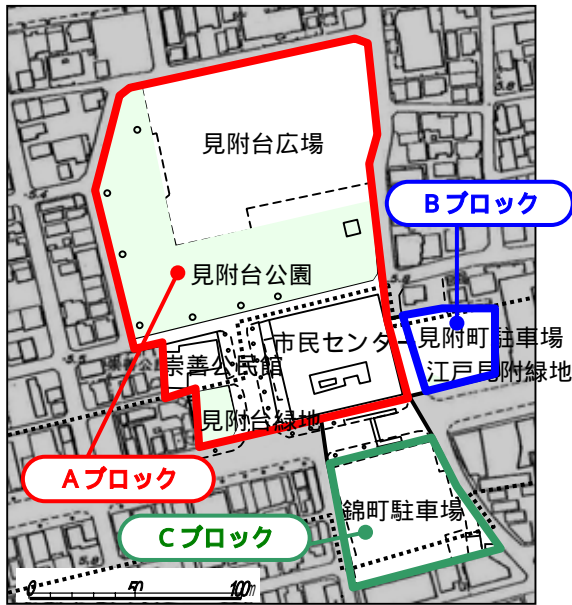 見附台広場
Bブロック
見附台公園
市民センター
見附町駐車場
崇善公民館
江戸見附緑地
見附台緑地
Aブロック
錦町駐車場
Cブロック
0 50 100m